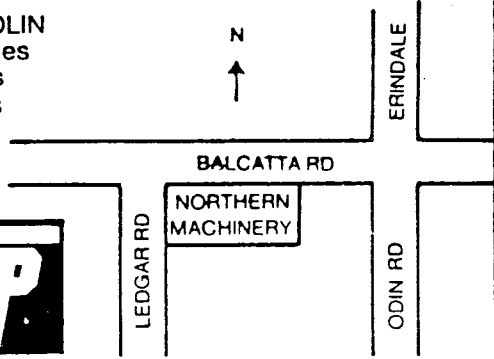 OLIN
es
s
s
N
ERINDALE
BALCATTA RD
NORTHERN
MACHINERY
LEDGAR RD
ODIN RD